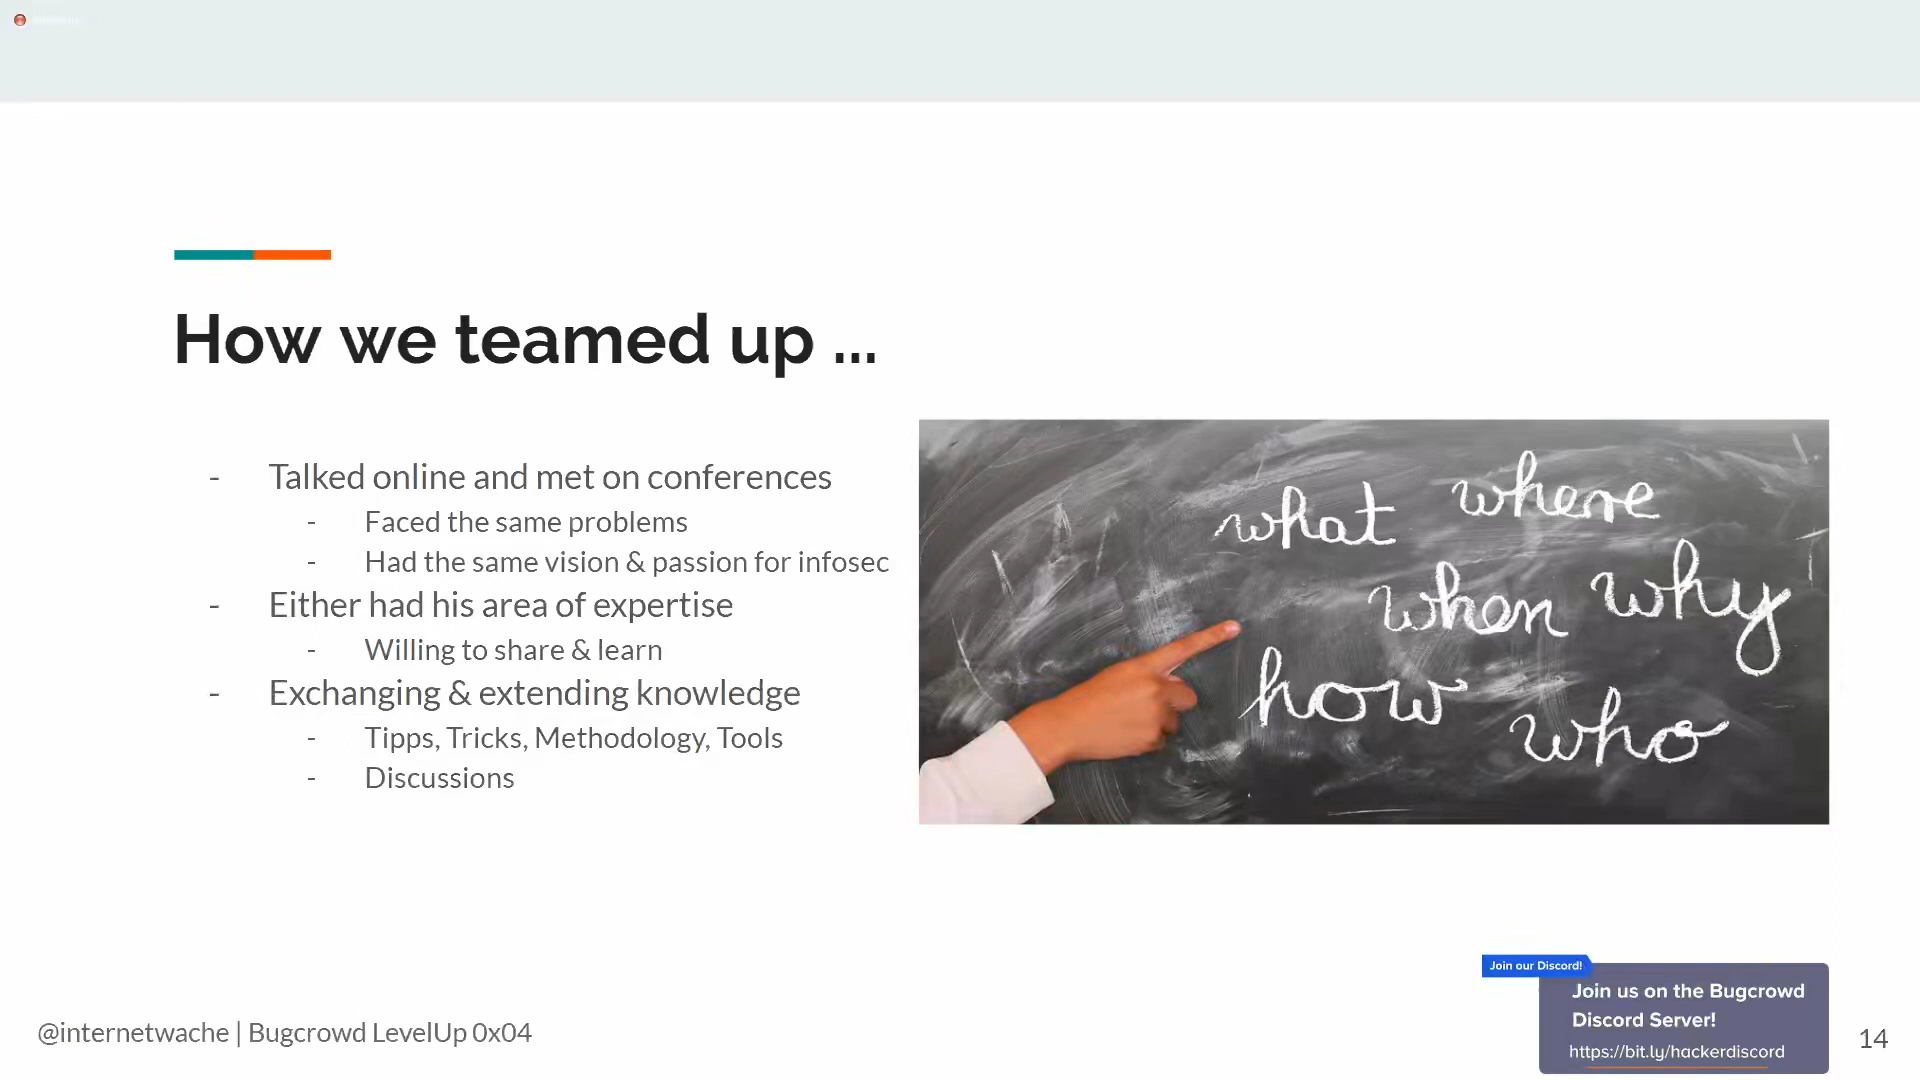 How we teamed up ...
- Talked online and met on conferences
- Faced the same problems
- Had the same vision & passion for infosec
- Either had his area of expertise
- Willing to share & learn
- Exchanging & extending knowledge
- Tipps, Tricks, Methodology, Tools
- Discussions
what where
when why
how who
Join our Discord!
Join us on the Bugcrowd
Discord Server!
https://bit.ly/hackerdiscord
@internetwache | Bugcrowd LevelUp 0x04
14